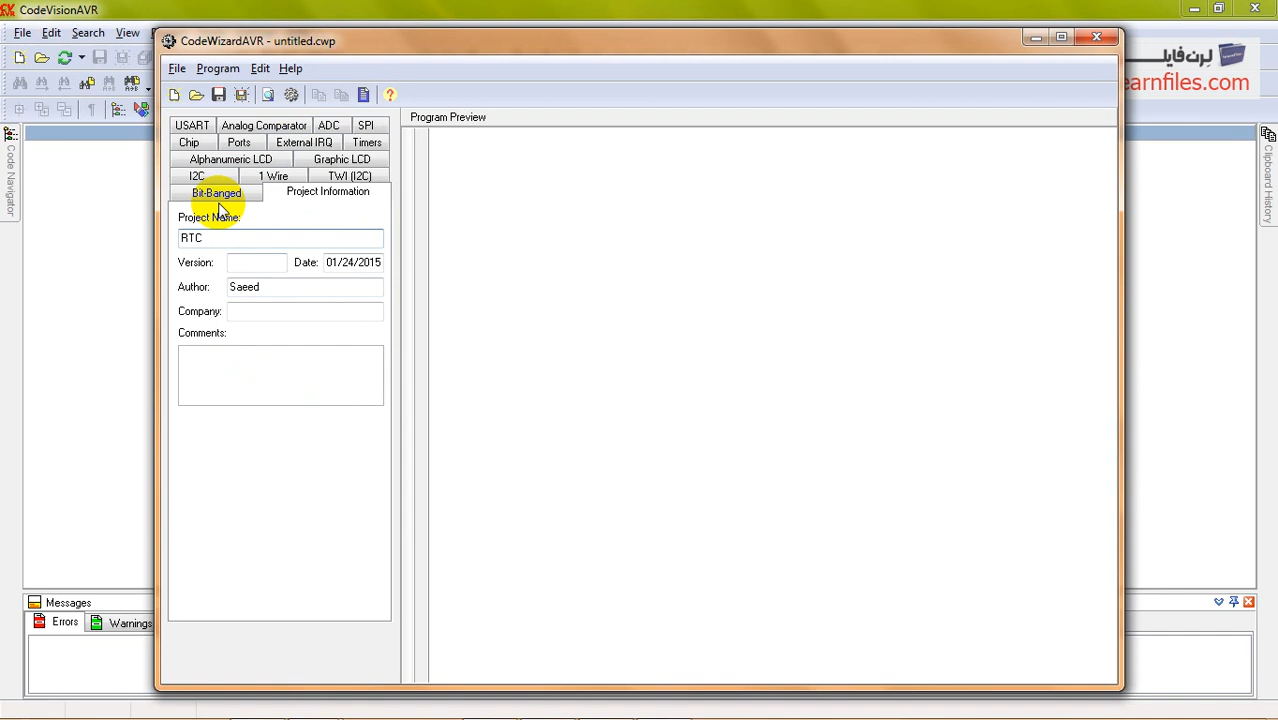 CodeVisionAVR
File Edit Search View
CodeWizardAVR - untitled.cwp
لرن‌فایل
earnfiles.com
File Program Edit Help
Program Preview
USART Analog Comparator ADC SPI
Chip Ports External IRQ Timers
Alphanumeric LCD Graphic LCD
I2C 1 Wire TWI (I2C)
Bit-Banged Project Information
Project Name:
RTC
Version: Date: 01/24/2015
Author: Saeed
Company:
Comments:
Code Navigator
Clipboard History
Messages
Errors Warnings